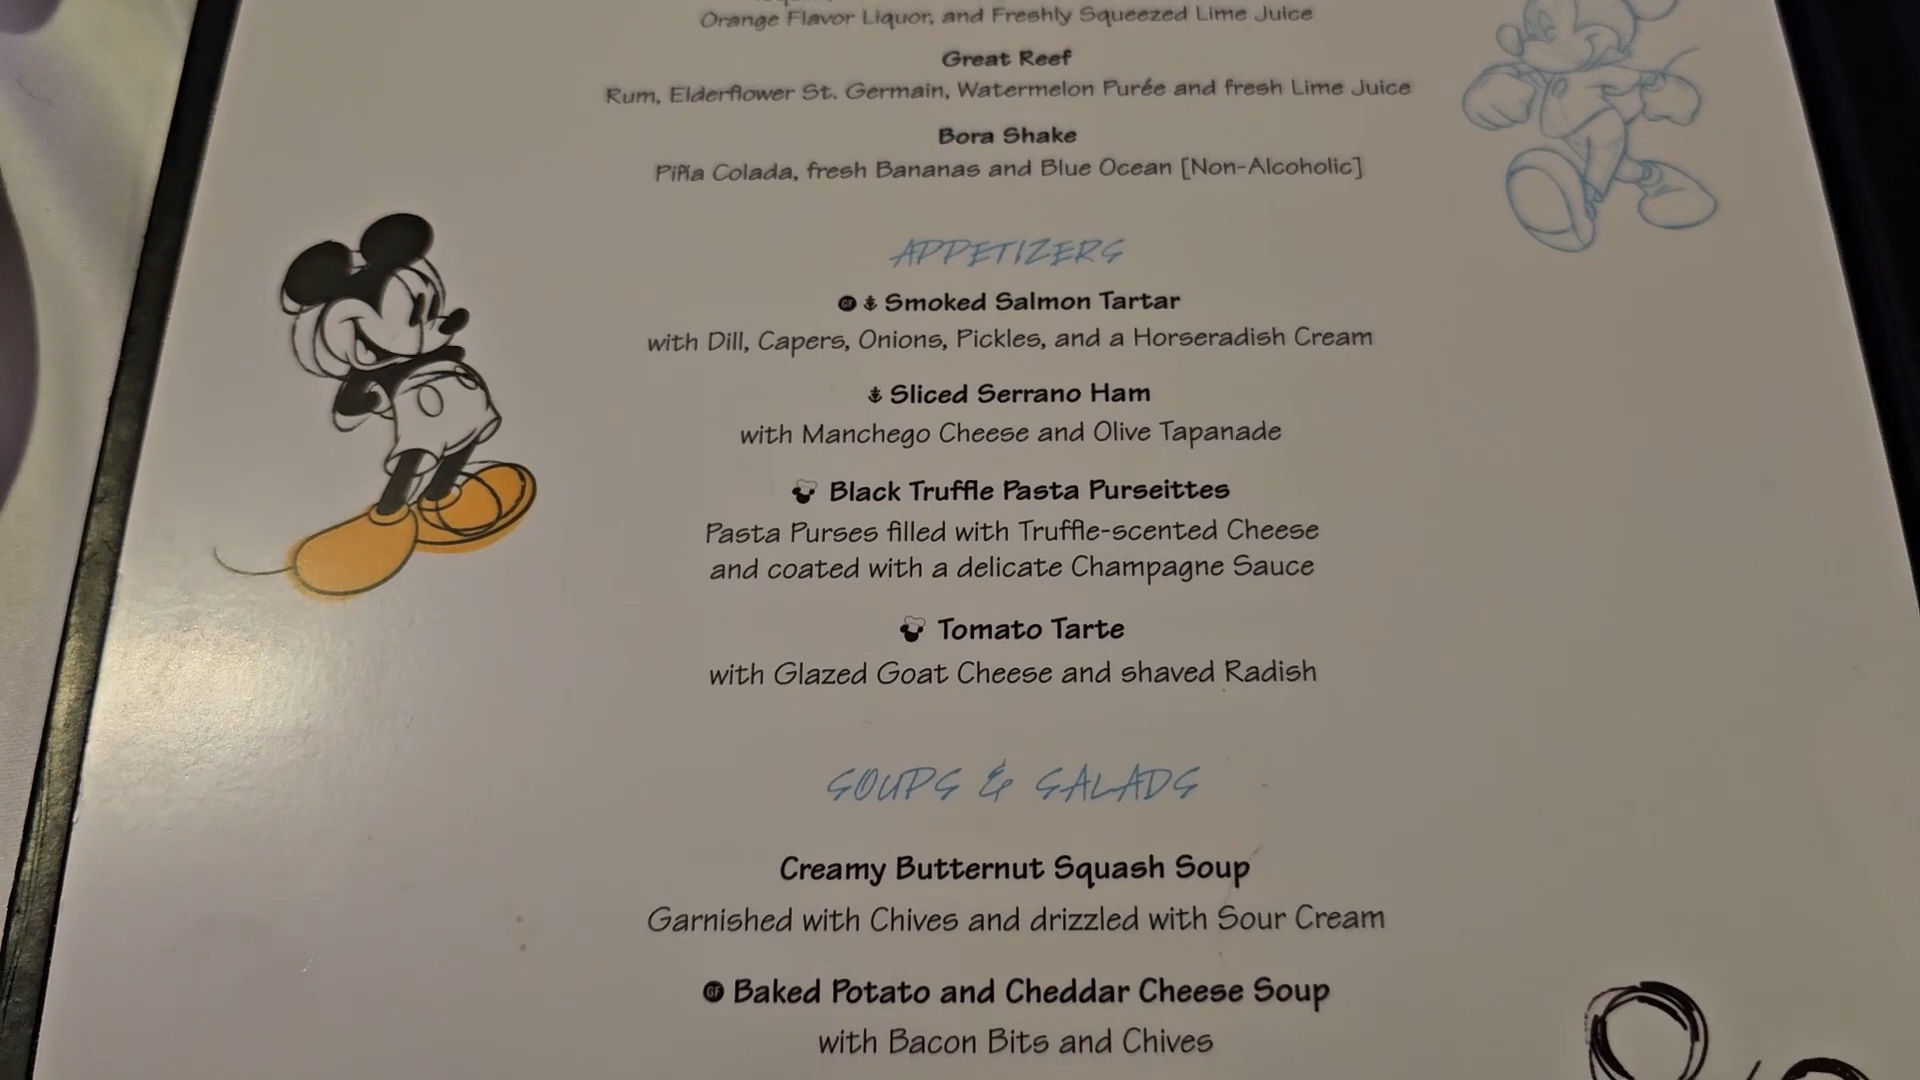 Orange Flavor Liquor, and Freshly Squeezed Lime Juice
Great Reef
Rum, Elderflower St. Germain, Watermelon Purée and fresh Lime Juice
Bora Shake
Piña Colada, fresh Bananas and Blue Ocean [Non-Alcoholic]
APPETIZERS
GF Smoked Salmon Tartar
with Dill, Capers, Onions, Pickles, and a Horseradish Cream
Sliced Serrano Ham
with Manchego Cheese and Olive Tapanade
Black Truffle Pasta Purseittes
Pasta Purses filled with Truffle-scented Cheese
and coated with a delicate Champagne Sauce
Tomato Tarte
with Glazed Goat Cheese and shaved Radish
SOUPS & SALADS
Creamy Butternut Squash Soup
Garnished with Chives and drizzled with Sour Cream
GF Baked Potato and Cheddar Cheese Soup
with Bacon Bits and Chives